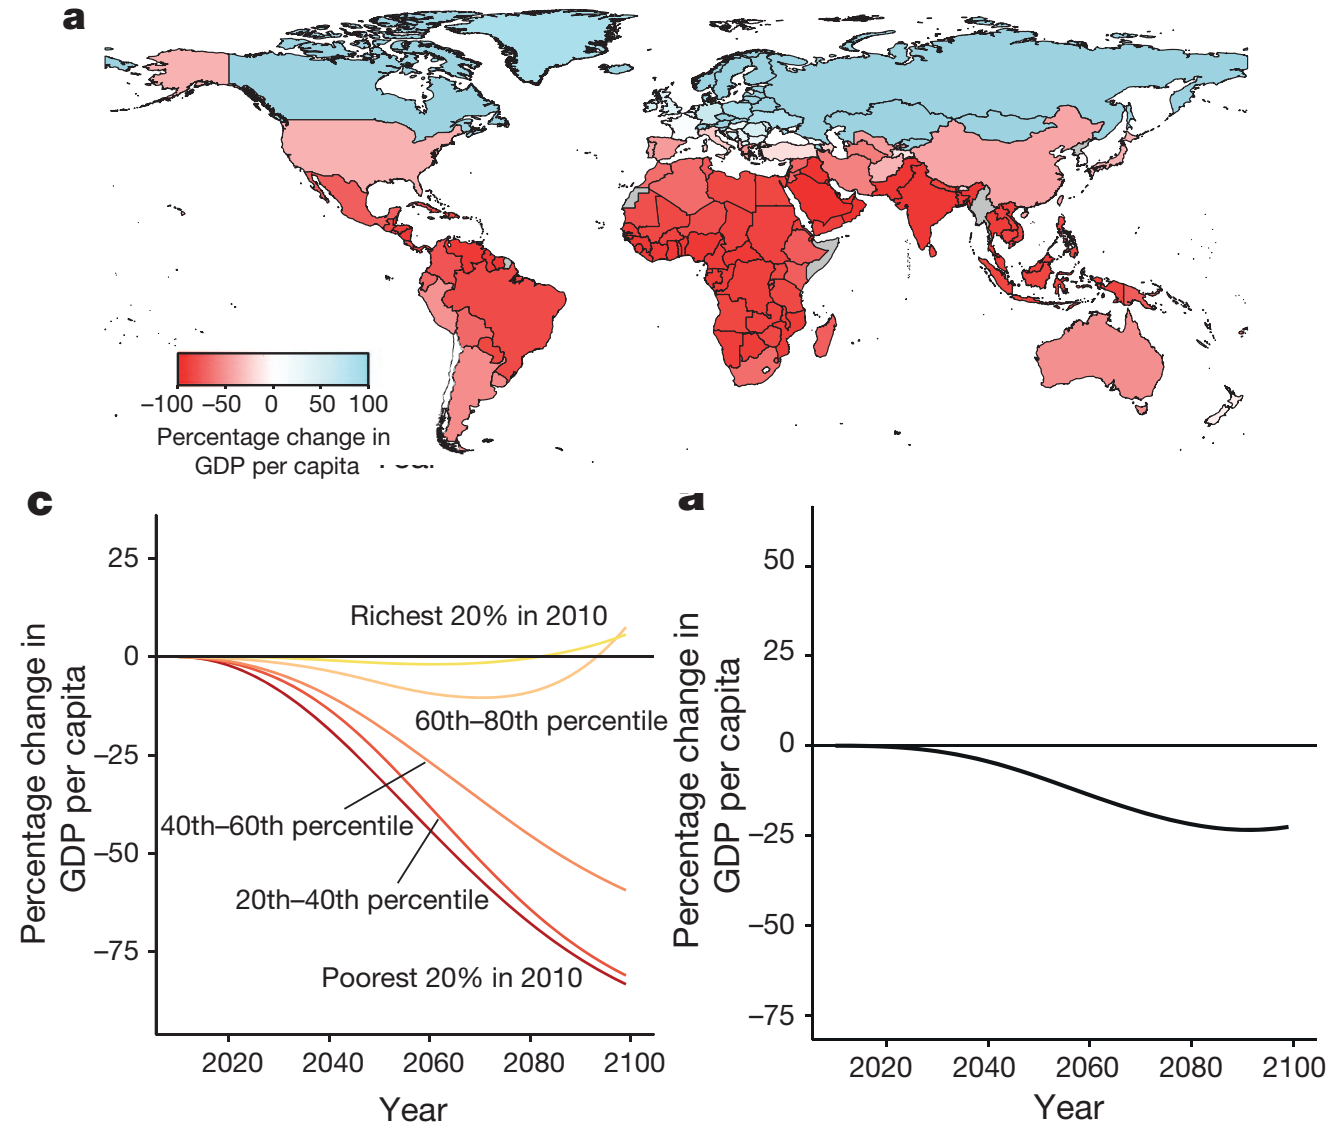 a
−100 −50 0 50 100
Percentage change in
GDP per capita
c
25
0
−25
−50
−75
Percentage change in
GDP per capita
Richest 20% in 2010
60th–80th percentile
40th–60th percentile
20th–40th percentile
Poorest 20% in 2010
2020 2040 2060 2080 2100
Year
a
50
25
0
−25
−50
−75
Percentage change in
GDP per capita
2020 2040 2060 2080 2100
Year